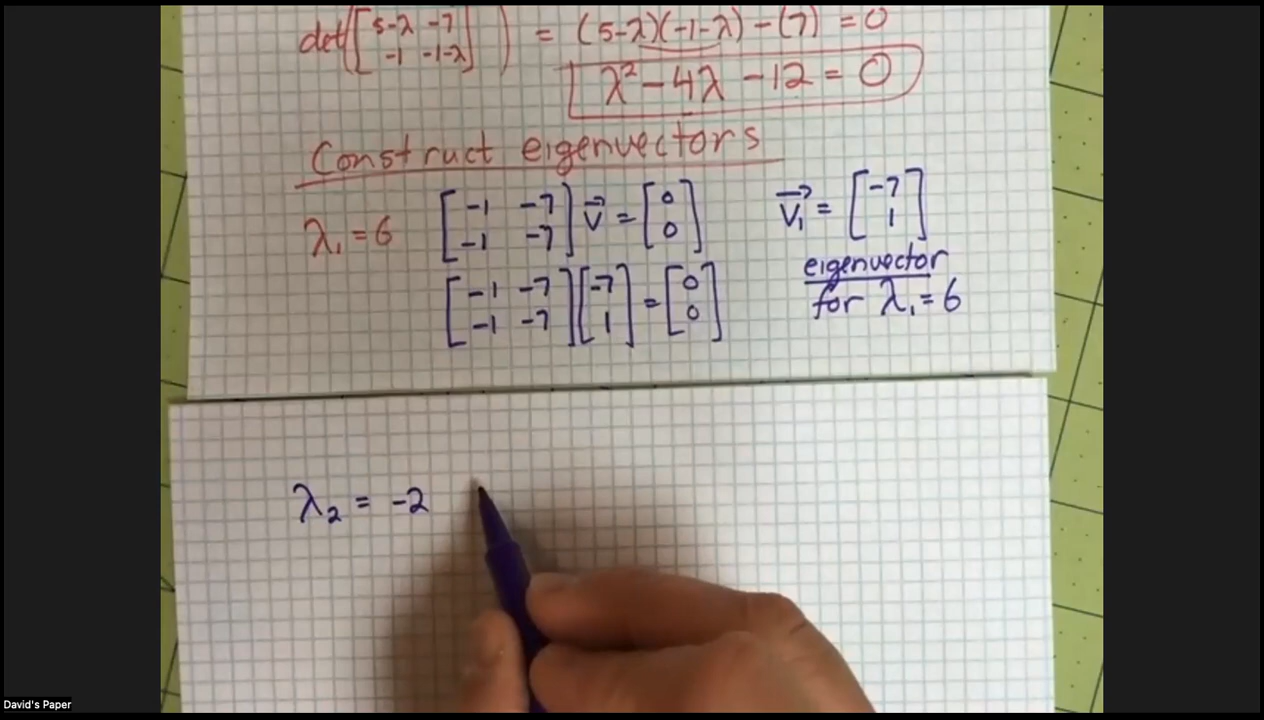 det([5-λ -7
-1 -1-λ]) = (5-λ)(-1-λ) - (7) = 0
λ² - 4λ - 12 = 0
Construct eigenvectors
λ₁ = 6 [-1 -7
-1 -7] v⃗ = [0
0] v⃗₁ = [-7
1]
eigenvector
for λ₁ = 6
[-1 -7
-1 -7] [-7
1] = [0
0]
λ₂ = -2
David's Paper